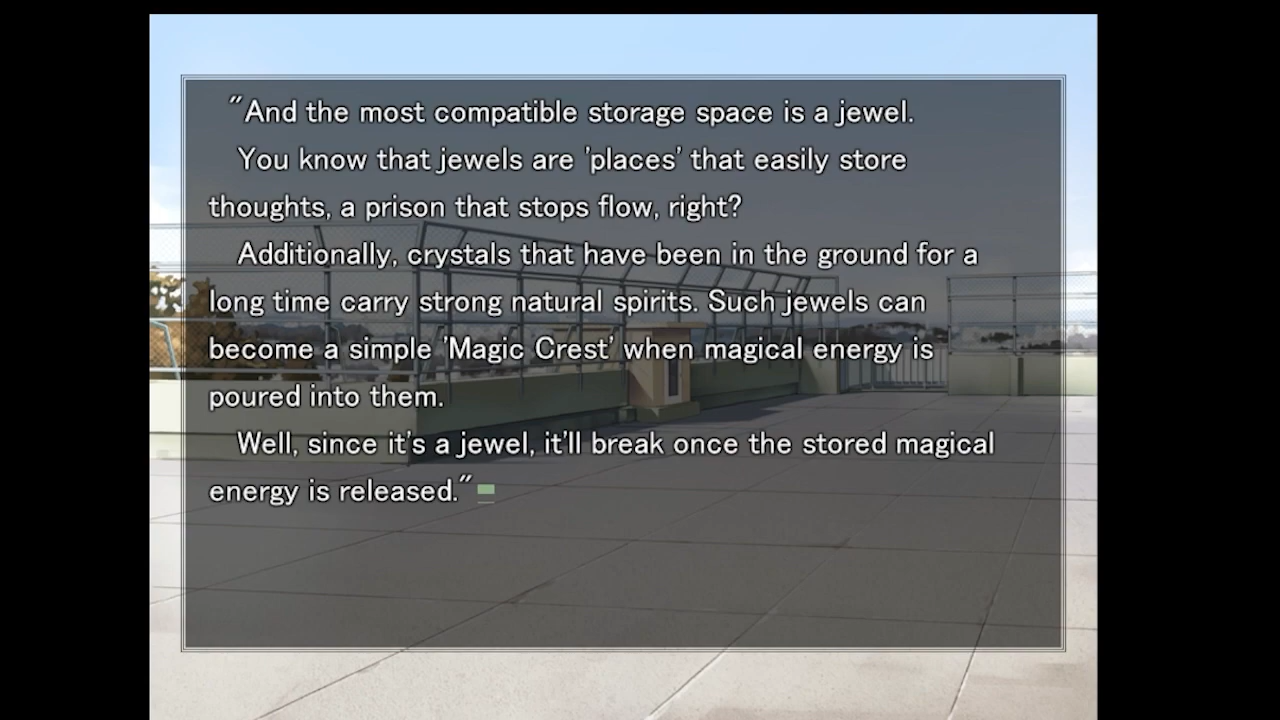 "And the most compatible storage space is a jewel.
You know that jewels are 'places' that easily store
thoughts, a prison that stops flow, right?
Additionally, crystals that have been in the ground for a
long time carry strong natural spirits. Such jewels can
become a simple 'Magic Crest' when magical energy is
poured into them.
Well, since it's a jewel, it'll break once the stored magical
energy is released."